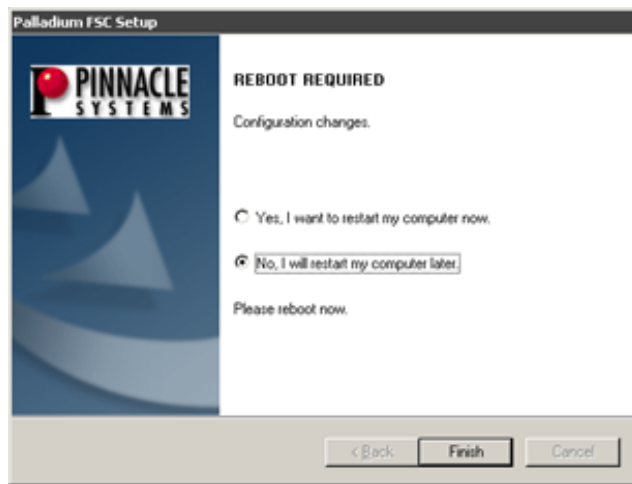 Palladium FSC Setup
PINNACLE
SYSTEMS
REBOOT REQUIRED
Configuration changes.
Yes, I want to restart my computer now.
No, I will restart my computer later.
Please reboot now.
< Back
Finish
Cancel